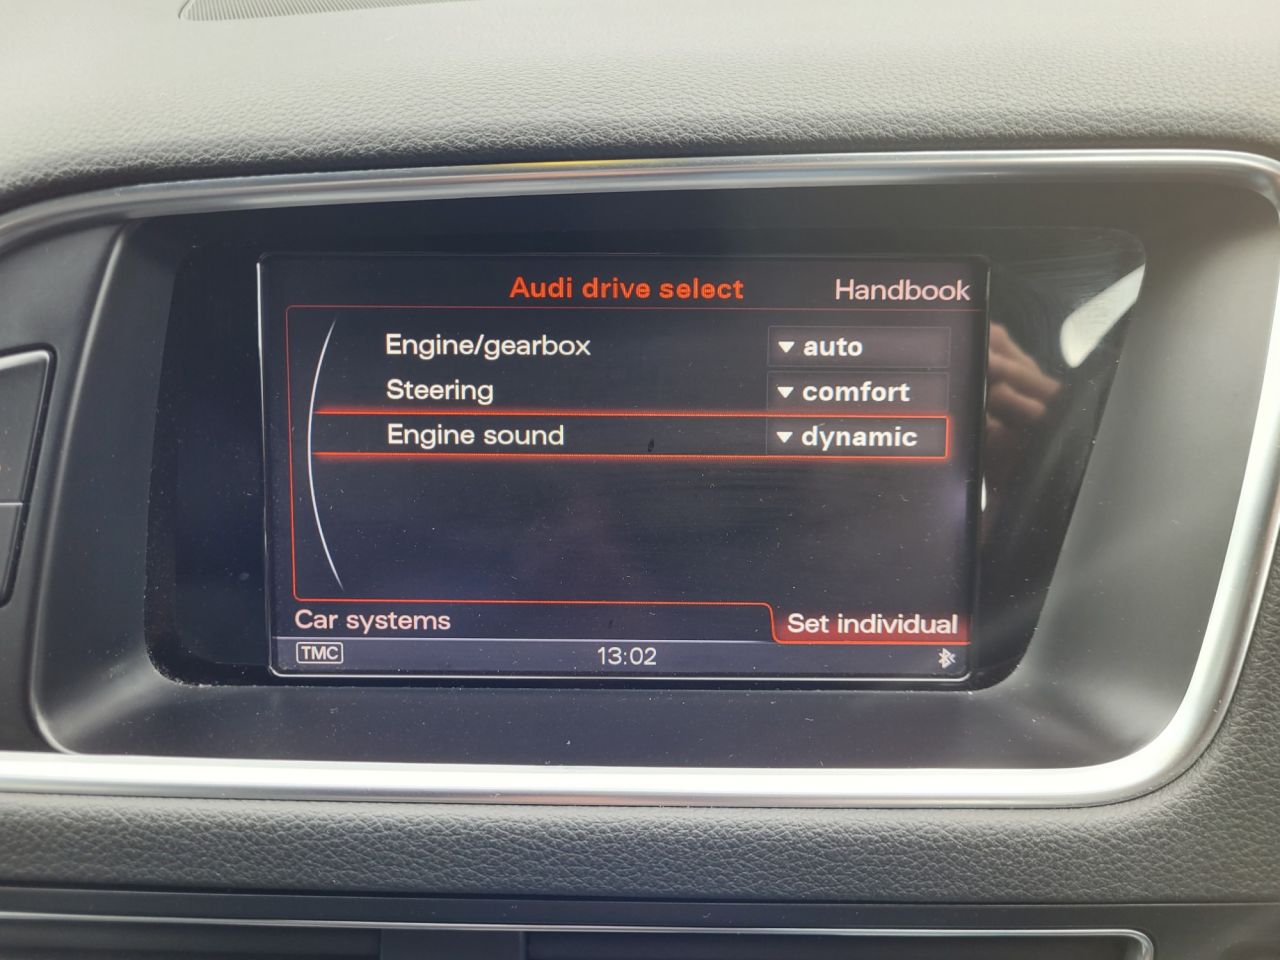 Audi drive select Handbook
Engine/gearbox ▼ auto
Steering ▼ comfort
Engine sound ▼ dynamic
Car systems Set individual
TMC 13:02